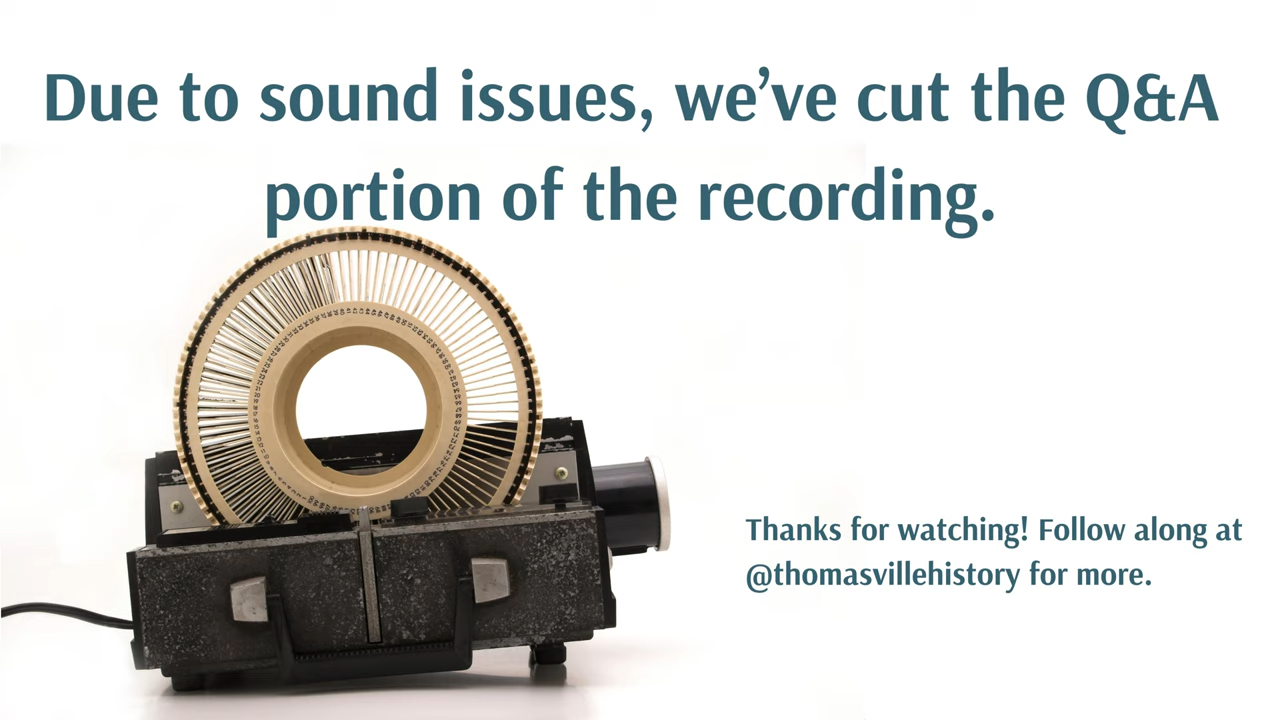 Due to sound issues, we’ve cut the Q&A
portion of the recording.
Thanks for watching! Follow along at
@thomasvillehistory for more.